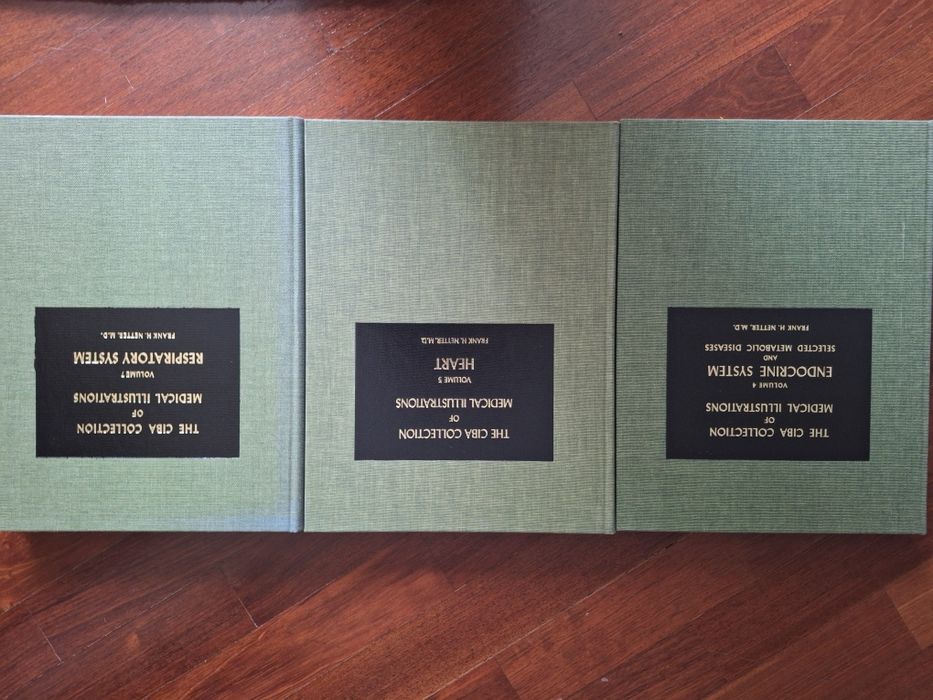 THE CIBA COLLECTION
OF
MEDICAL ILLUSTRATIONS
VOLUME 4
ENDOCRINE SYSTEM
AND
SELECTED METABOLIC DISEASES
FRANK H. NETTER, M.D.
THE CIBA COLLECTION
OF
MEDICAL ILLUSTRATIONS
VOLUME 5
HEART
FRANK H. NETTER, M.D.
THE CIBA COLLECTION
OF
MEDICAL ILLUSTRATIONS
VOLUME 7
RESPIRATORY SYSTEM
FRANK H. NETTER, M.D.